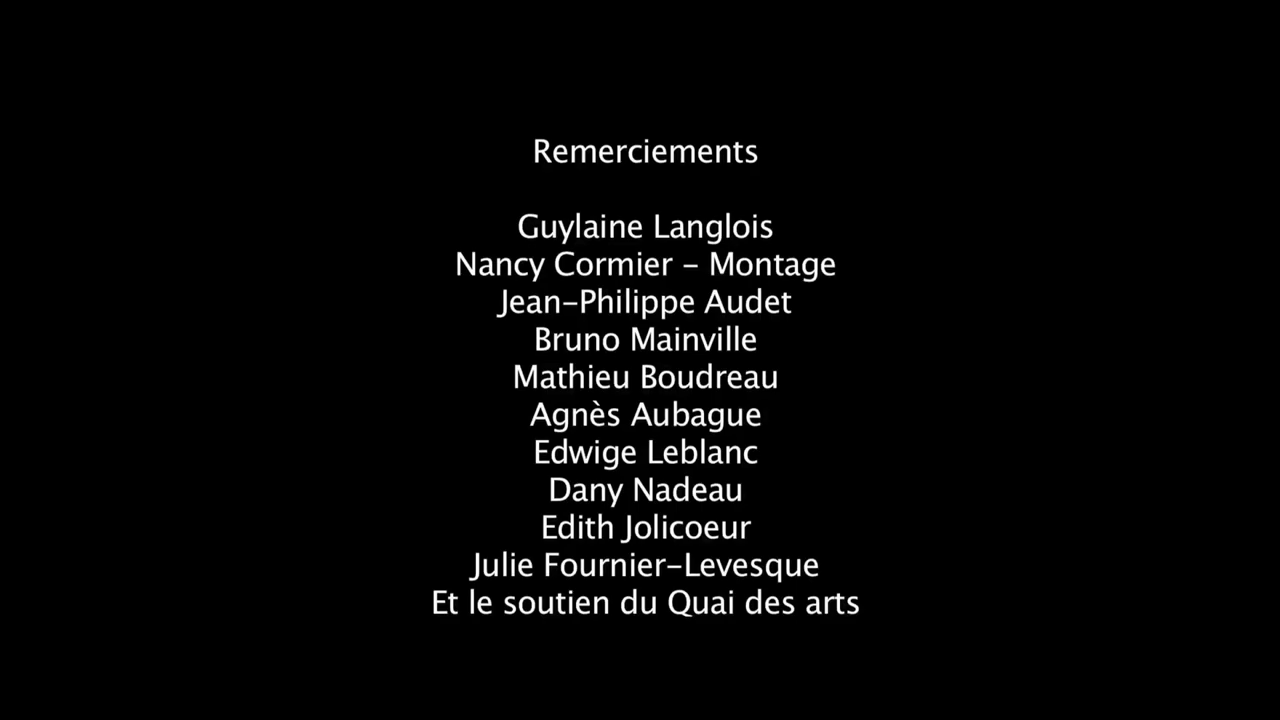 Remerciements
Guylaine Langlois
Nancy Cormier - Montage
Jean-Philippe Audet
Bruno Mainville
Mathieu Boudreau
Agnès Aubague
Edwige Leblanc
Dany Nadeau
Edith Jolicoeur
Julie Fournier-Levesque
Et le soutien du Quai des arts